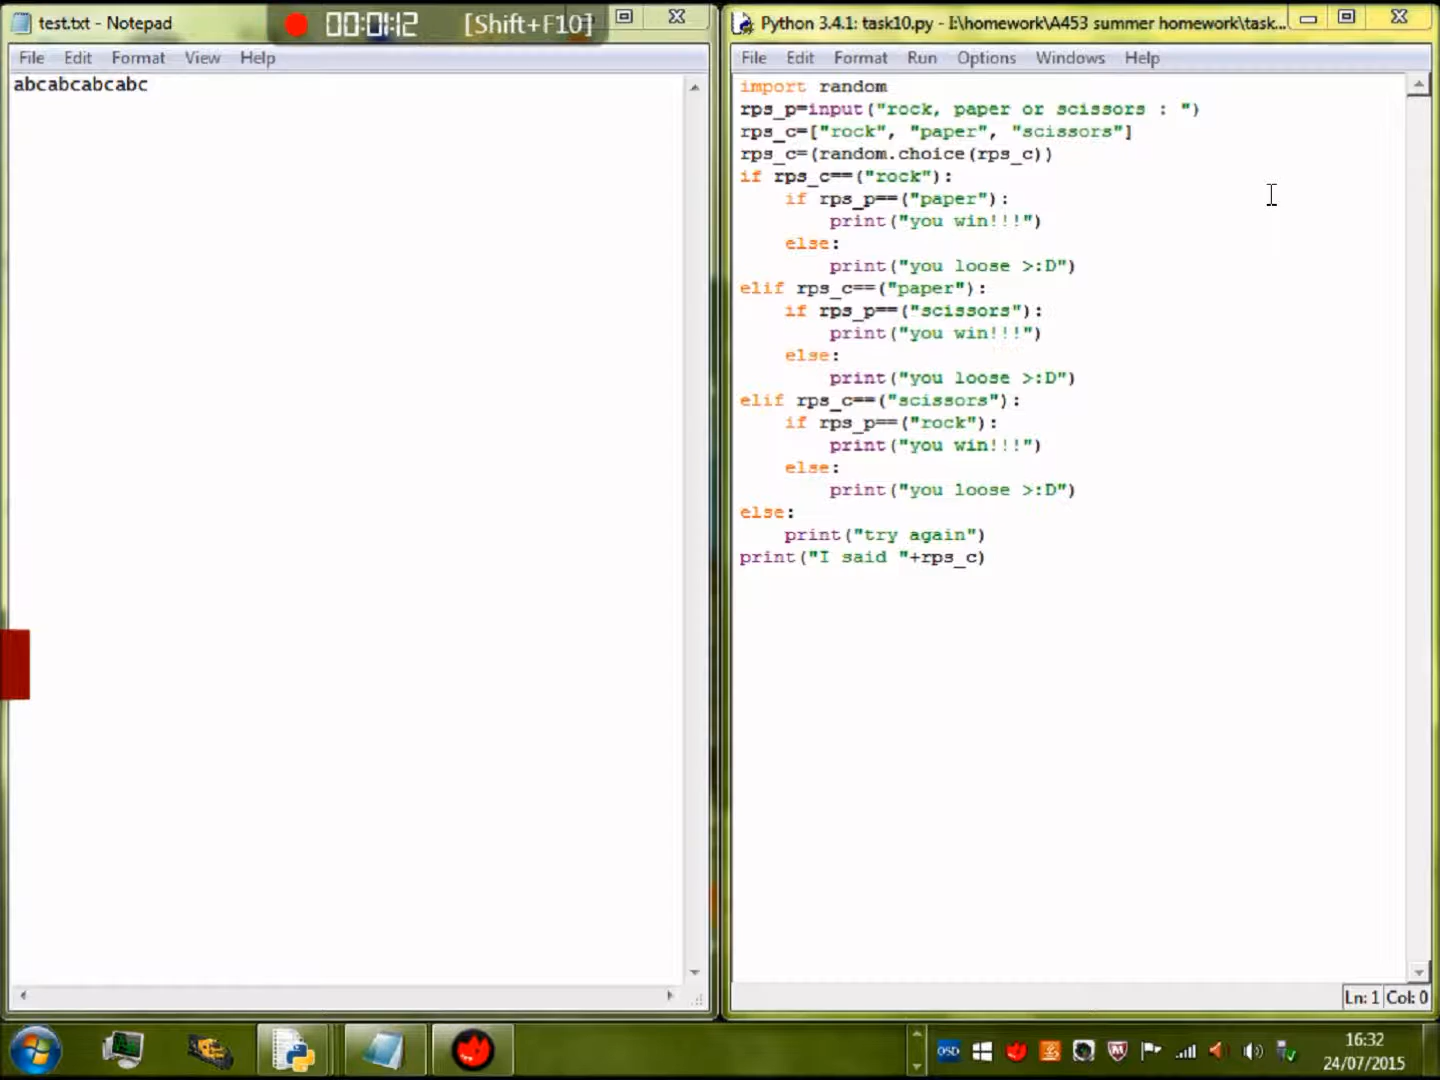 test.txt - Notepad
00:01:12 [Shift+F10]
File Edit Format View Help
abcabcabcabc
Python 3.4.1: task10.py - I:\homework\A453 summer homework\task...
File Edit Format Run Options Windows Help
import random
rps_p=input("rock, paper or scissors : ")
rps_c=["rock", "paper", "scissors"]
rps_c=(random.choice(rps_c))
if rps_c==("rock"):
    if rps_p==("paper"):
        print("you win!!!")
    else:
        print("you loose >:D")
elif rps_c==("paper"):
    if rps_p==("scissors"):
        print("you win!!!")
    else:
        print("you loose >:D")
elif rps_c==("scissors"):
    if rps_p==("rock"):
        print("you win!!!")
    else:
        print("you loose >:D")
else:
    print("try again")
print("I said "+rps_c)
Ln: 1 Col: 0
OSD
16:32
24/07/2015